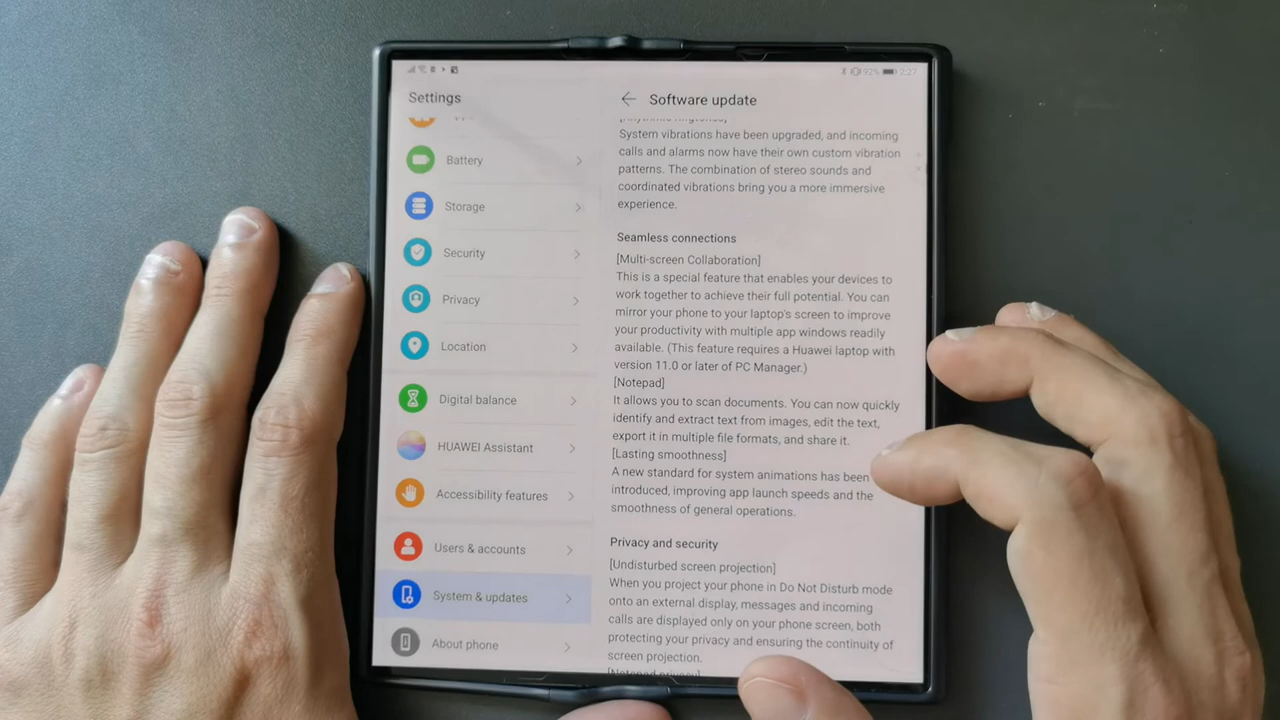 92% 2:27
Settings
Battery
Storage
Security
Privacy
Location
Digital balance
HUAWEI Assistant
Accessibility features
Users & accounts
System & updates
About phone
Software update
System vibrations have been upgraded, and incoming
calls and alarms now have their own custom vibration
patterns. The combination of stereo sounds and
coordinated vibrations bring you a more immersive
experience.
Seamless connections
[Multi-screen Collaboration]
This is a special feature that enables your devices to
work together to achieve their full potential. You can
mirror your phone to your laptop's screen to improve
your productivity with multiple app windows readily
available. (This feature requires a Huawei laptop with
version 11.0 or later of PC Manager.)
[Notepad]
It allows you to scan documents. You can now quickly
identify and extract text from images, edit the text,
export it in multiple file formats, and share it.
[Lasting smoothness]
A new standard for system animations has been
introduced, improving app launch speeds and the
smoothness of general operations.
Privacy and security
[Undisturbed screen projection]
When you project your phone in Do Not Disturb mode
onto an external display, messages and incoming
calls are displayed only on your phone screen, both
protecting your privacy and ensuring the continuity of
screen projection.